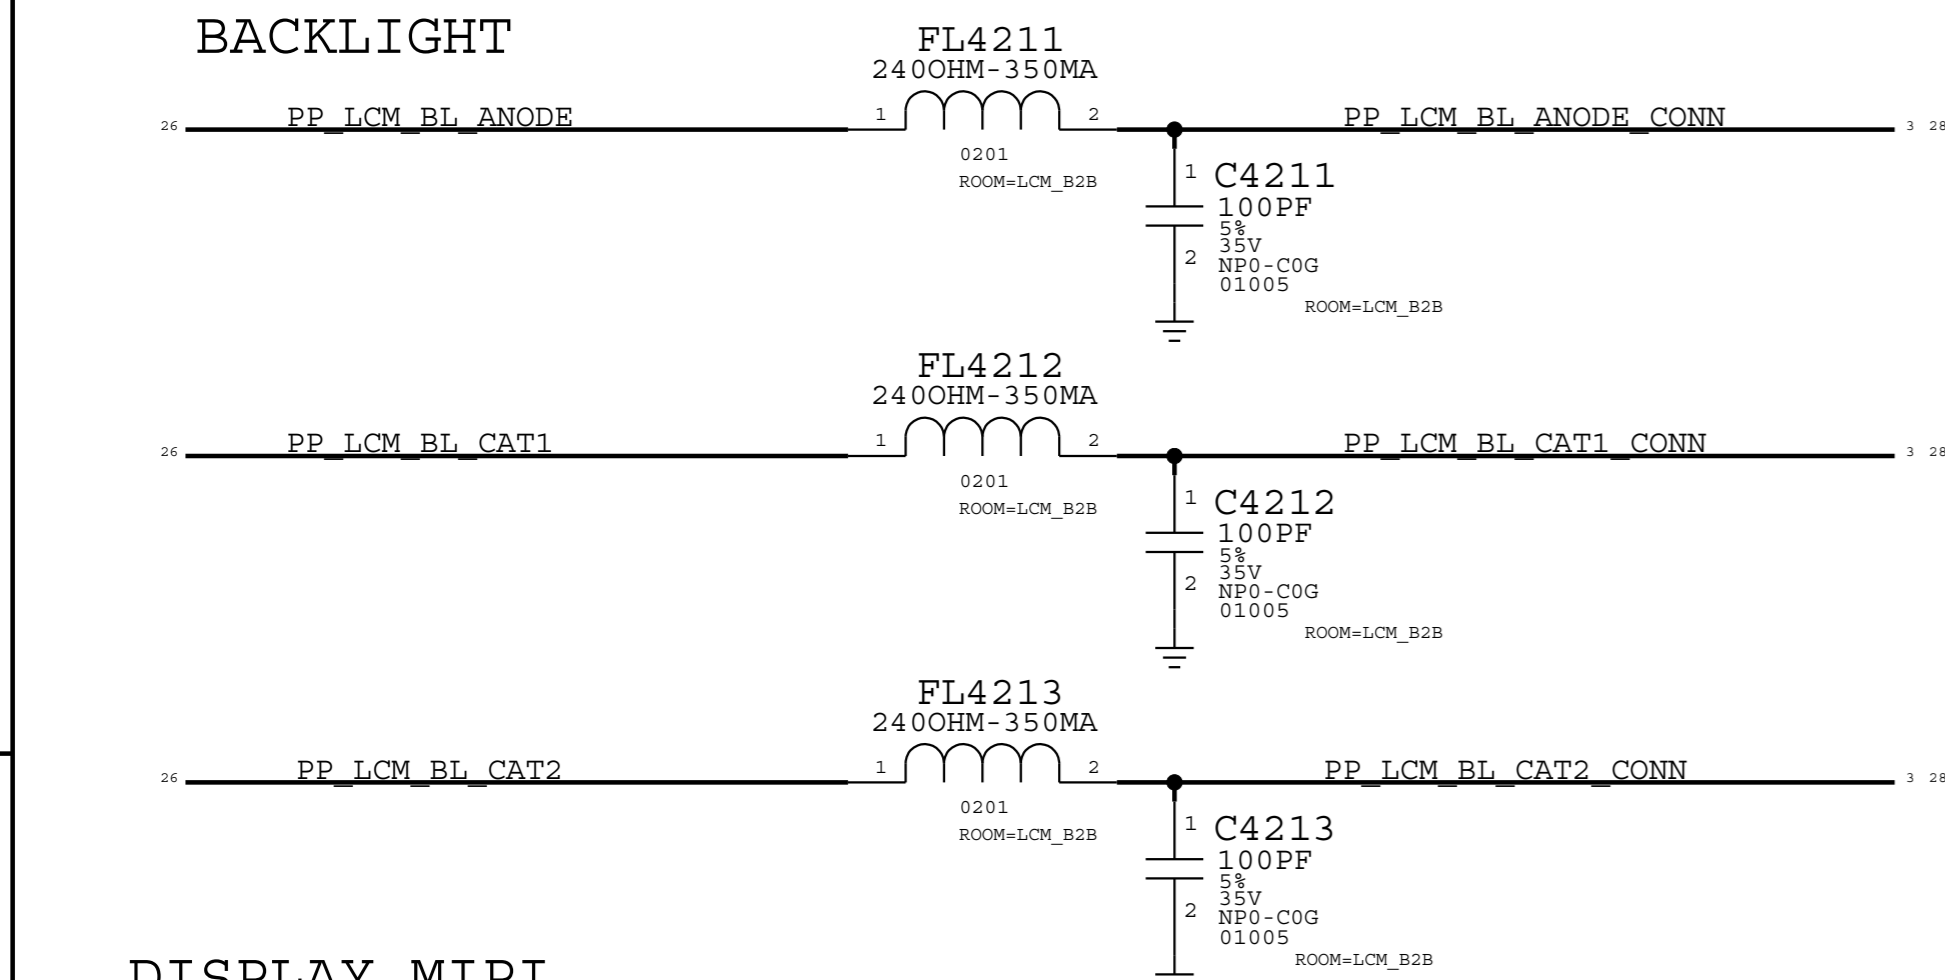 BACKLIGHT
FL4211
240OHM-350MA
26 PP_LCM_BL_ANODE 1 2 PP_LCM_BL_ANODE_CONN 3 28
0201
ROOM=LCM_B2B
1 C4211
100PF
5%
35V
2 NP0-C0G
01005
ROOM=LCM_B2B
FL4212
240OHM-350MA
26 PP_LCM_BL_CAT1 1 2 PP_LCM_BL_CAT1_CONN 3 28
0201
ROOM=LCM_B2B
1 C4212
100PF
5%
35V
2 NP0-C0G
01005
ROOM=LCM_B2B
FL4213
240OHM-350MA
26 PP_LCM_BL_CAT2 1 2 PP_LCM_BL_CAT2_CONN 3 28
0201
ROOM=LCM_B2B
1 C4213
100PF
5%
35V
2 NP0-C0G
01005
ROOM=LCM_B2B
DISPLAY MIPI